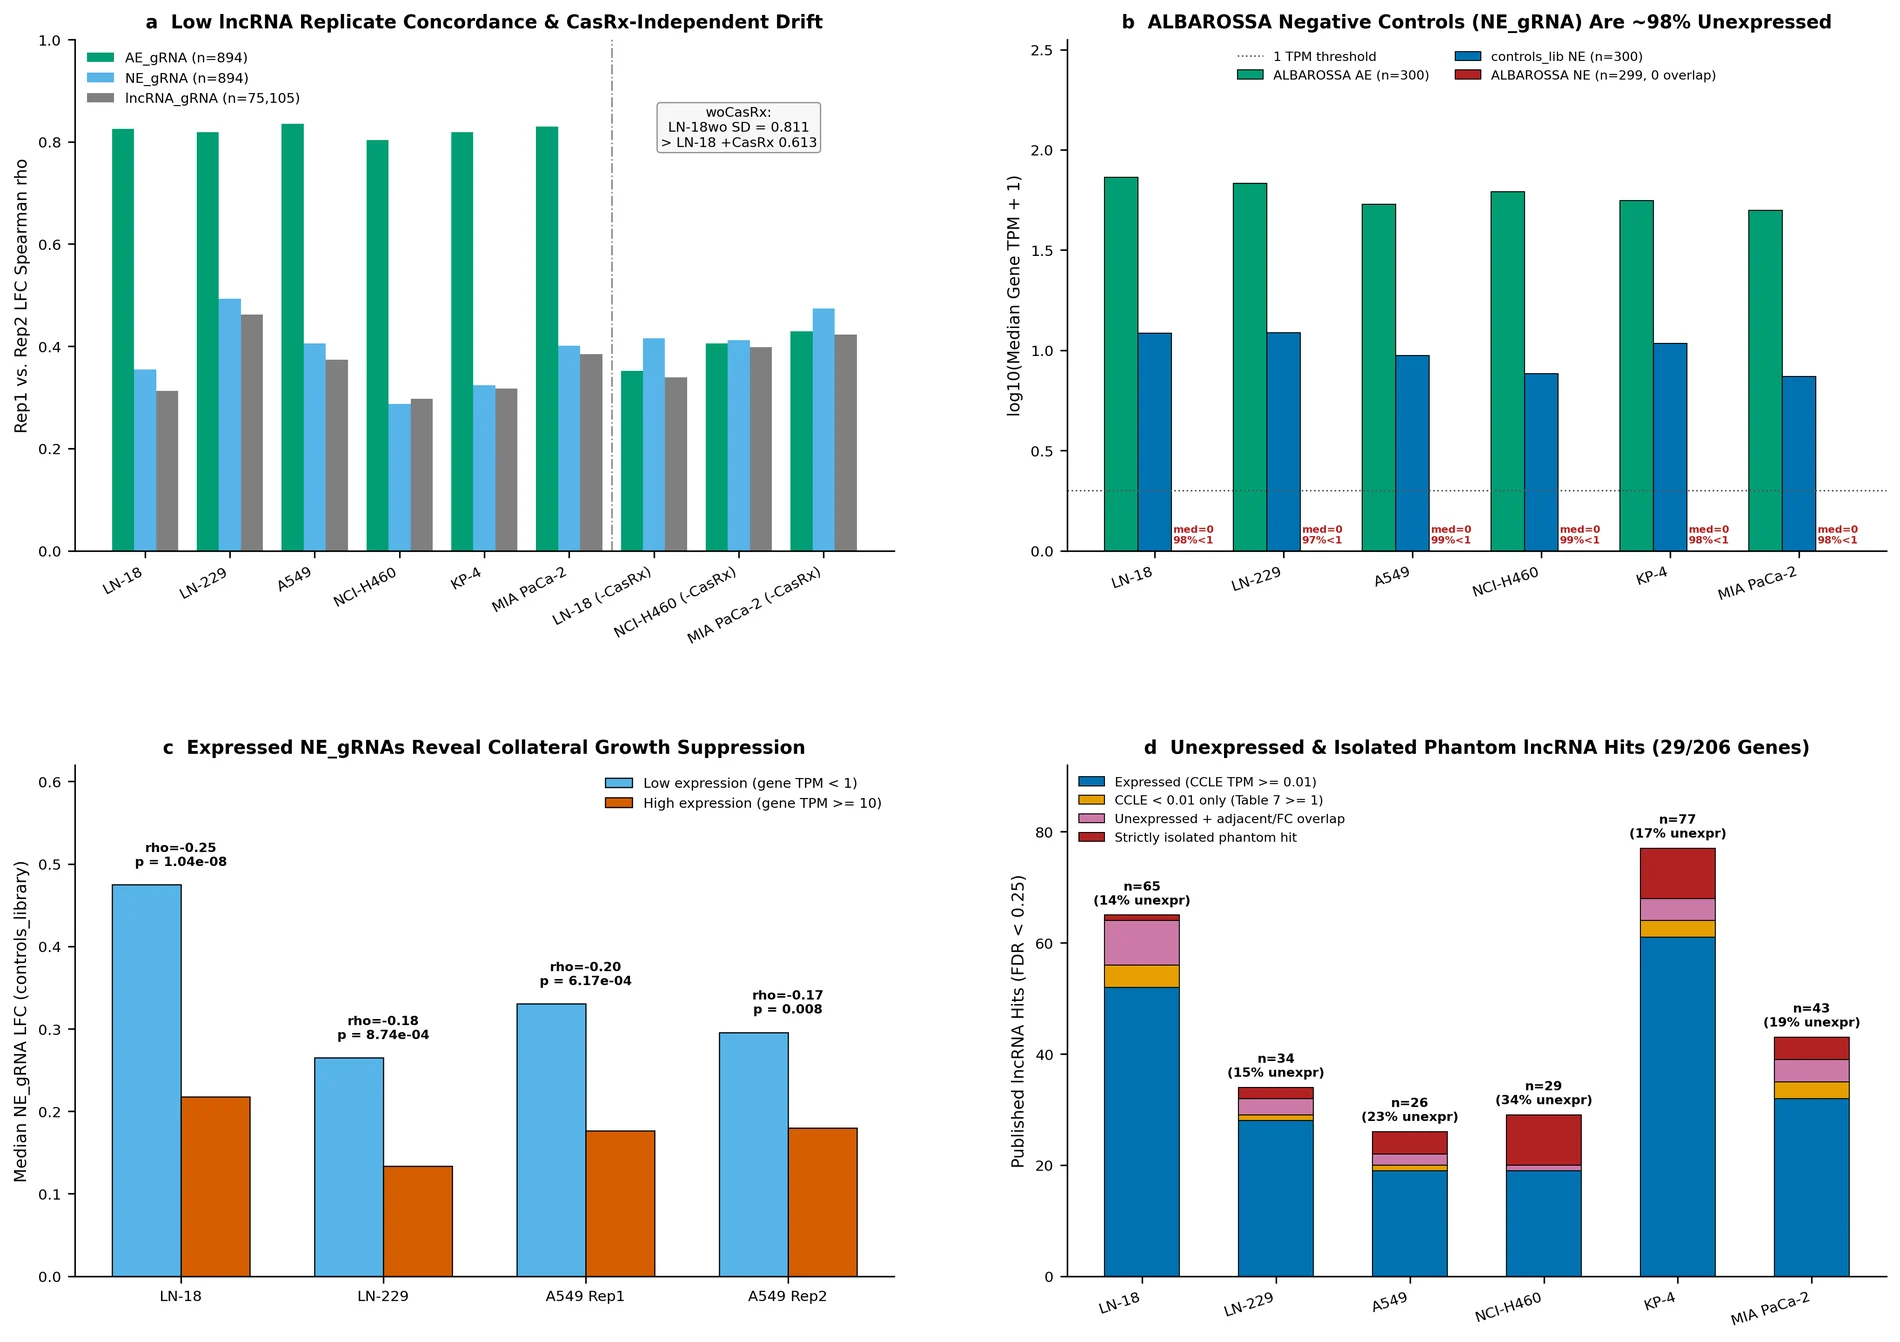 a  Low lncRNA Replicate Concordance & CasRx-Independent Drift
Rep1 vs. Rep2 LFC Spearman rho
1.0
0.8
0.6
0.4
0.2
0.0
AE_gRNA (n=894)
NE_gRNA (n=894)
lncRNA_gRNA (n=75,105)
woCasRx:
LN-18wo SD = 0.811
> LN-18 +CasRx 0.613
LN-18
LN-229
A549
NCI-H460
KP-4
MIA PaCa-2
LN-18 (-CasRx)
NCI-H460 (-CasRx)
MIA PaCa-2 (-CasRx)
b  ALBAROSSA Negative Controls (NE_gRNA) Are ~98% Unexpressed
log10(Median Gene TPM + 1)
2.5
2.0
1.5
1.0
0.5
0.0
1 TPM threshold
ALBAROSSA AE (n=300)
controls_lib NE (n=300)
ALBAROSSA NE (n=299, 0 overlap)
med=0
98%<1
med=0
97%<1
med=0
99%<1
med=0
99%<1
med=0
98%<1
med=0
98%<1
LN-18
LN-229
A549
NCI-H460
KP-4
MIA PaCa-2
c  Expressed NE_gRNAs Reveal Collateral Growth Suppression
Median NE_gRNA LFC (controls_library)
0.6
0.5
0.4
0.3
0.2
0.1
0.0
Low expression (gene TPM < 1)
High expression (gene TPM >= 10)
rho=-0.25
p = 1.04e-08
rho=-0.18
p = 8.74e-04
rho=-0.20
p = 6.17e-04
rho=-0.17
p = 0.008
LN-18
LN-229
A549 Rep1
A549 Rep2
d  Unexpressed & Isolated Phantom lncRNA Hits (29/206 Genes)
Published lncRNA Hits (FDR < 0.25)
80
60
40
20
0
Expressed (CCLE TPM >= 0.01)
CCLE < 0.01 only (Table 7 >= 1)
Unexpressed + adjacent/FC overlap
Strictly isolated phantom hit
n=65
(14% unexpr)
n=34
(15% unexpr)
n=26
(23% unexpr)
n=29
(34% unexpr)
n=77
(17% unexpr)
n=43
(19% unexpr)
LN-18
LN-229
A549
NCI-H460
KP-4
MIA PaCa-2